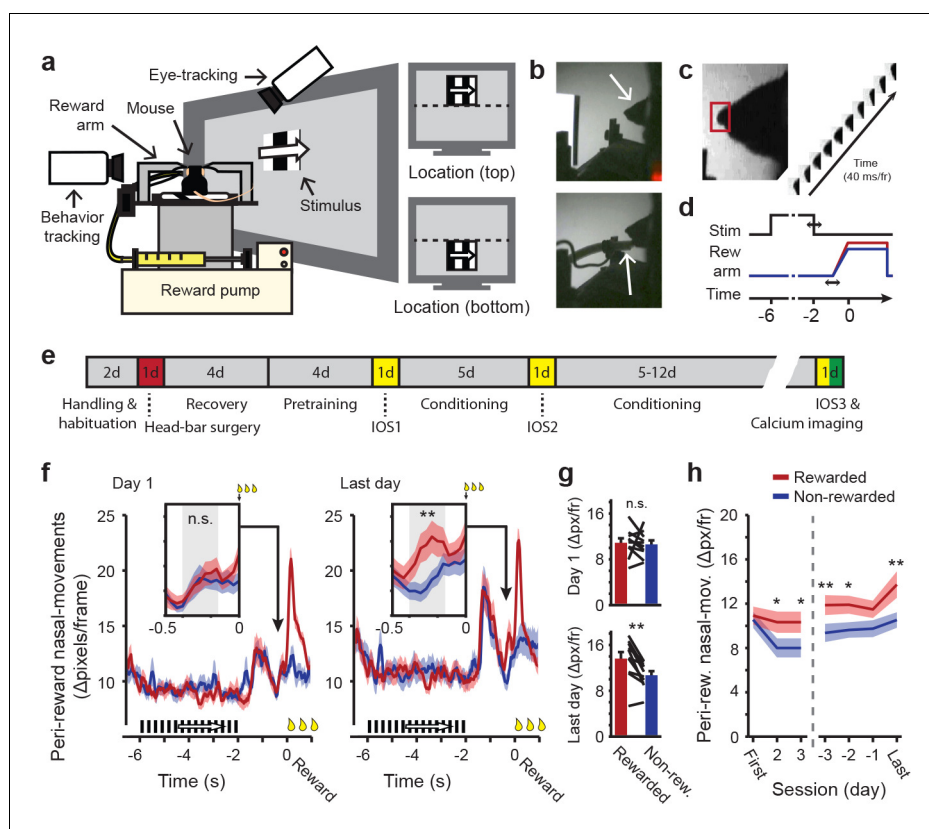 a
Eye-tracking
Reward
arm
Mouse
Behavior
tracking
Stimulus
Reward pump
Location (top)
Location (bottom)
b
c
Time
(40 ms/fr)
d
Stim
Rew
arm
Time
-6
-2
0
e
2d
1d
4d
4d
1d
5d
1d
5-12d
1d
Handling &
habituation
Recovery
Head-bar surgery
Pretraining
IOS1
Conditioning
IOS2
Conditioning
IOS3 &
Calcium imaging
f
Day 1
Last day
Peri-reward nasal-movements
(Δpixels/frame)
25
20
15
10
n.s.
-0.5
0
-6
-4
-2
0
Time (s)
Reward
25
20
15
10
**
-0.5
0
-6
-4
-2
0
Time (s)
Reward
g
n.s.
Day 1 (Δpx/fr)
16
12
8
4
0
**
Last day (Δpx/fr)
16
12
8
4
0
Rewarded
Non-rew.
h
Rewarded
Non-rewarded
Peri-rew. nasal-mov. (Δpx/fr)
20
16
12
8
4
0
* * ** * **
First
2
3
-3
-2
-1
Last
Session (day)